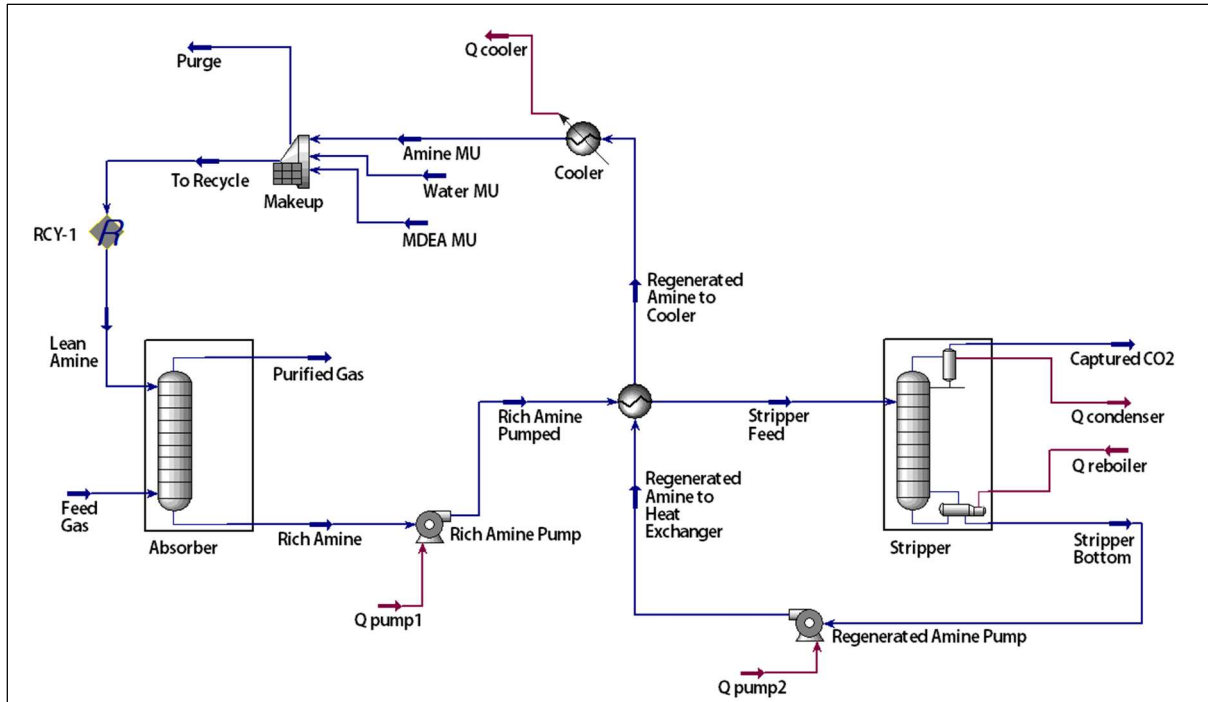 Q cooler
Purge
Amine MU
Cooler
To Recycle
Water MU
Makeup
RCY-1
R
MDEA MU
Regenerated
Amine to
Cooler
Lean
Amine
Purified Gas
Captured CO2
Rich Amine
Pumped
Stripper
Feed
Q condenser
Q reboiler
Regenerated
Amine to
Heat
Exchanger
Feed
Gas
Absorber
Rich Amine
Rich Amine Pump
Stripper
Stripper
Bottom
Q pump1
Regenerated Amine Pump
Q pump2